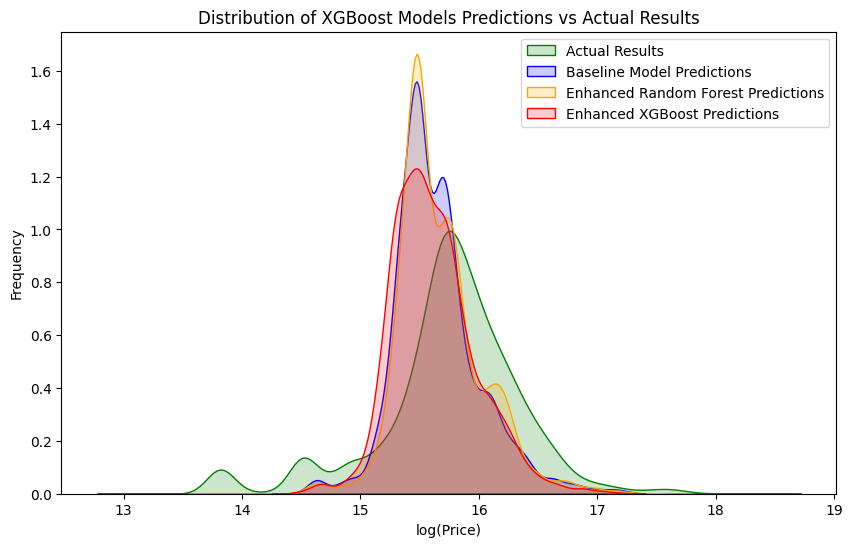 Distribution of XGBoost Models Predictions vs Actual Results
Actual Results
Baseline Model Predictions
Enhanced Random Forest Predictions
Enhanced XGBoost Predictions
Frequency
1.6
1.4
1.2
1.0
0.8
0.6
0.4
0.2
0.0
13 14 15 16 17 18 19
log(Price)